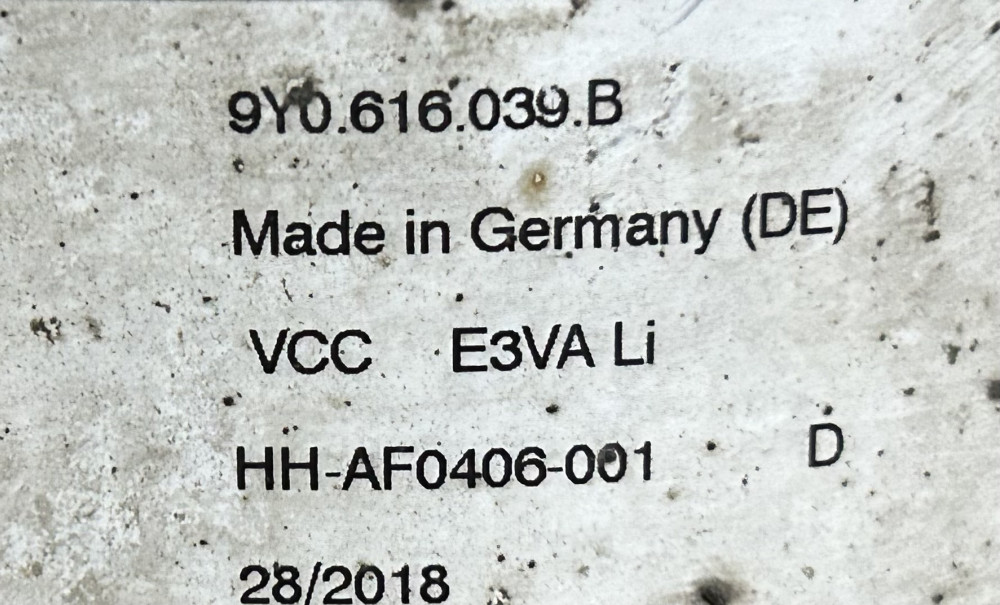 9Y0.616.039.B
Made in Germany (DE)
VCC E3VA Li
HH-AF0406-001 D
28/2018